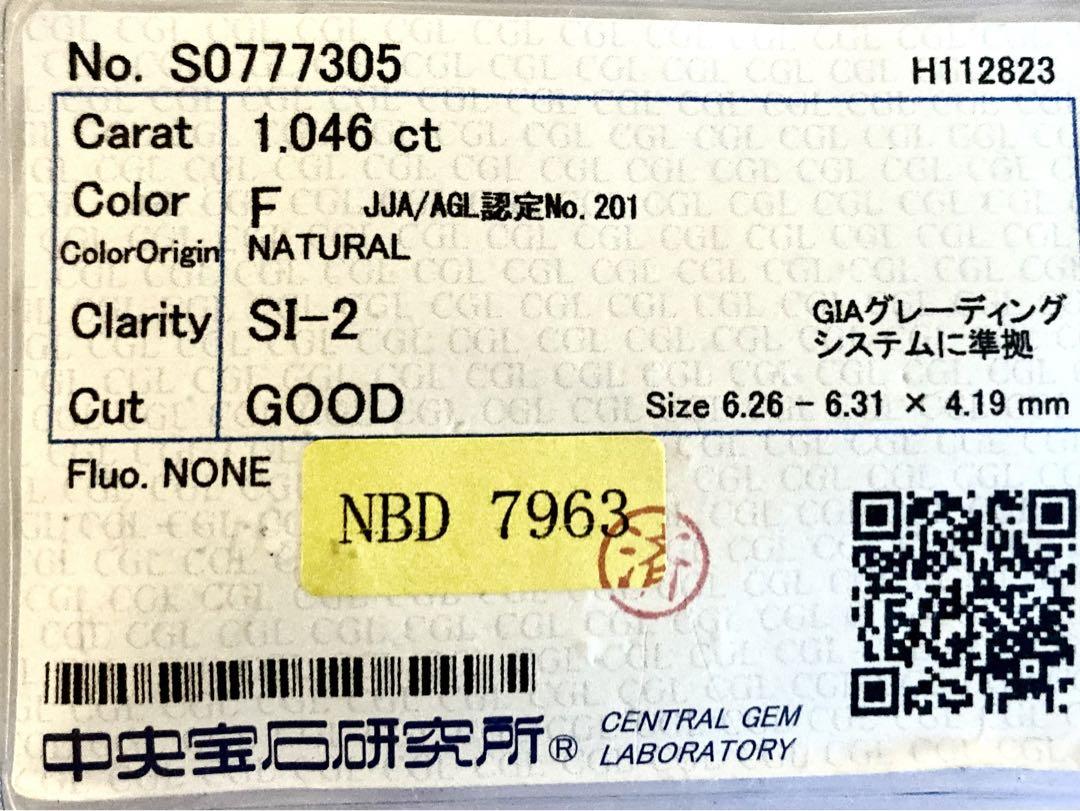 No. S0777305
H112823
Carat 1.046 ct
Color F JJA/AGL認定No.201
ColorOrigin NATURAL
Clarity SI-2
GIAグレーディング
システムに準拠
Cut GOOD Size 6.26 - 6.31 × 4.19 mm
Fluo. NONE
NBD 7963
済
中央宝石研究所®
CENTRAL GEM
LABORATORY